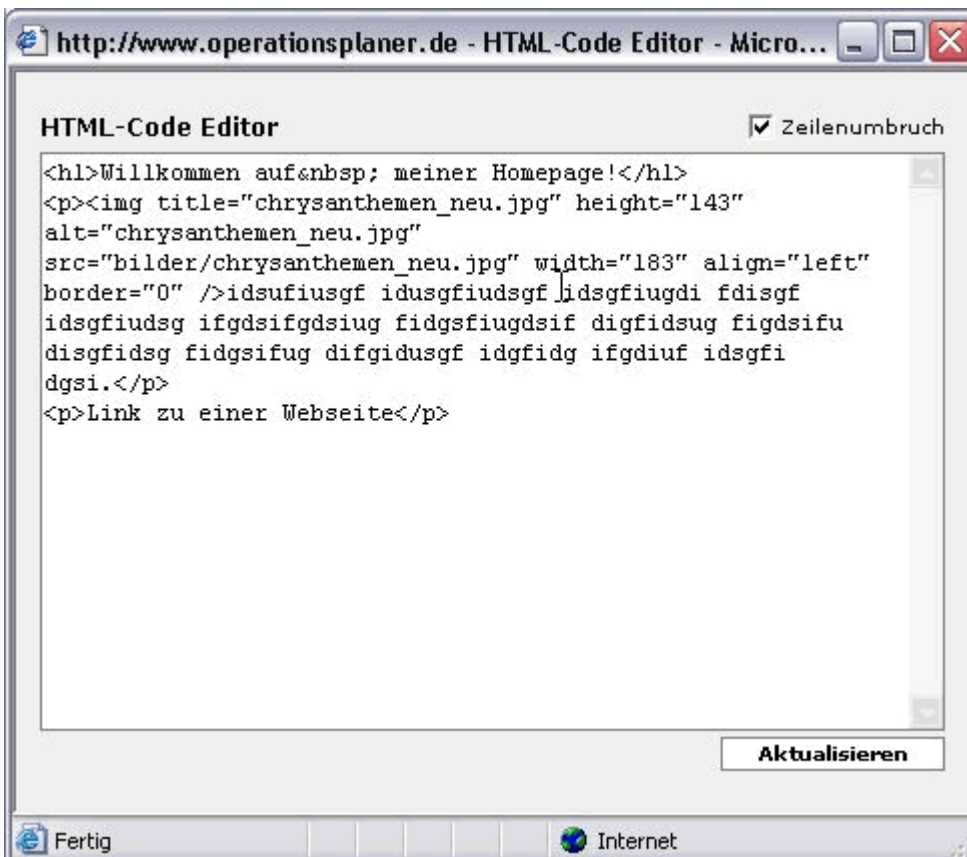 http://www.operationsplaner.de - HTML-Code Editor - Micro...
HTML-Code Editor
Zeilenumbruch
<h1>Willkommen auf&nbsp; meiner Homepage!</h1>
<p><img title="chrysanthemen_neu.jpg" height="143"
alt="chrysanthemen_neu.jpg"
src="bilder/chrysanthemen_neu.jpg" width="183" align="left"
border="0" />idsufiusgf idusgfiudsgf idsgfiugdi fdisgf
idsgfiudsg ifgdsifgdsiug fidgsfiugdsif digfidsug figdsifu
disgfidsg fidgsifug difgidusgf idgfidg ifgdiuf idsgfi
dgsi.</p>
<p>Link zu einer Webseite</p>
Aktualisieren
Fertig
Internet